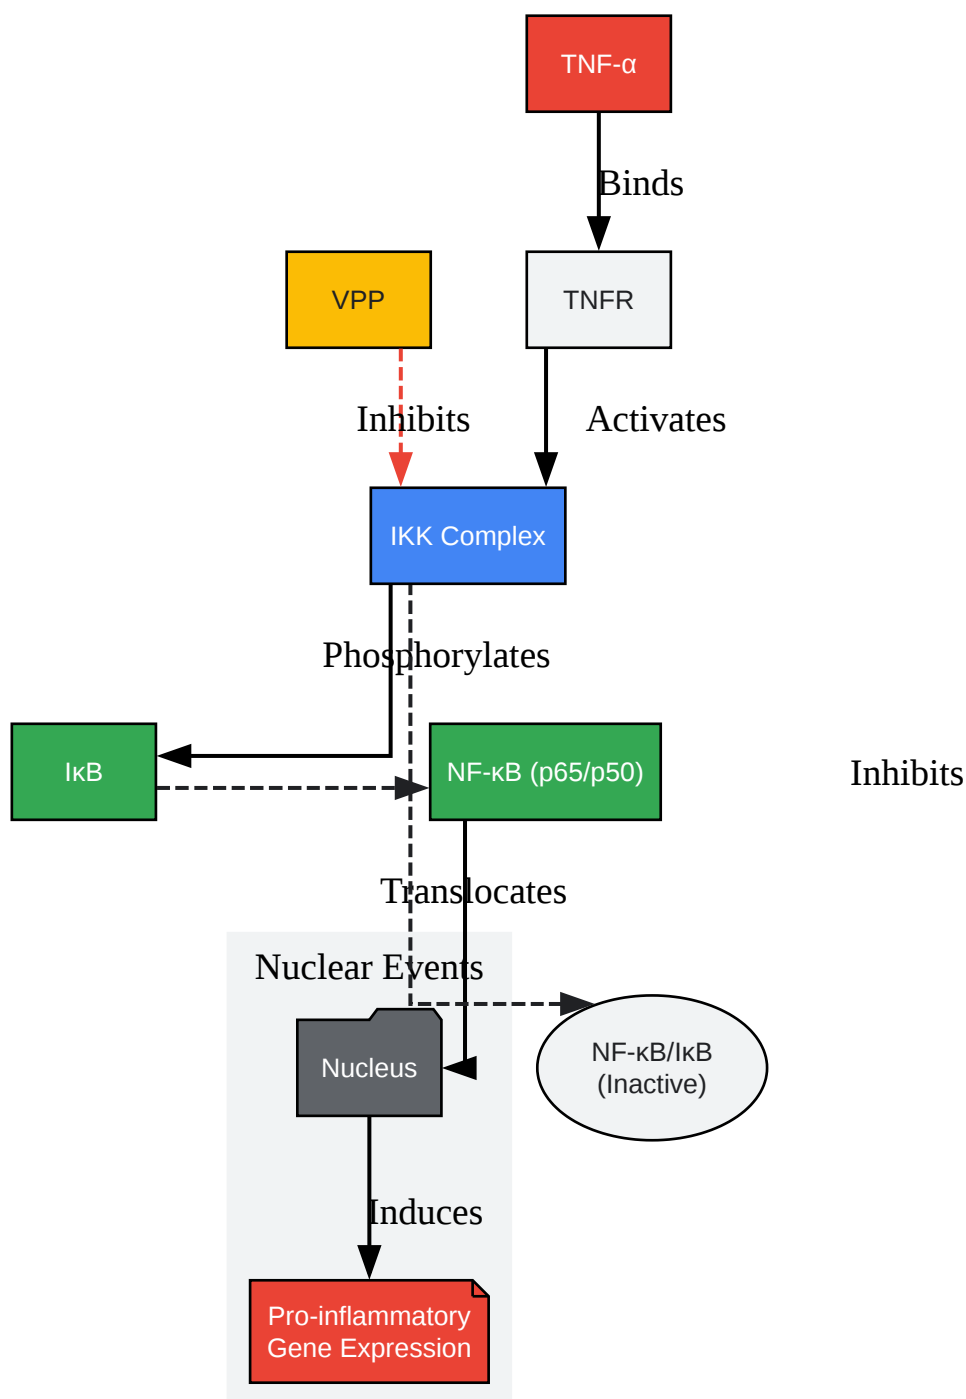 TNF-α
Binds
VPP
TNFR
Inhibits
Activates
IKK Complex
Phosphorylates
IκB
NF-κB (p65/p50)
Inhibits
Translocates
Nuclear Events
Nucleus
NF-κB/IκB
(Inactive)
Induces
Pro-inflammatory
Gene Expression